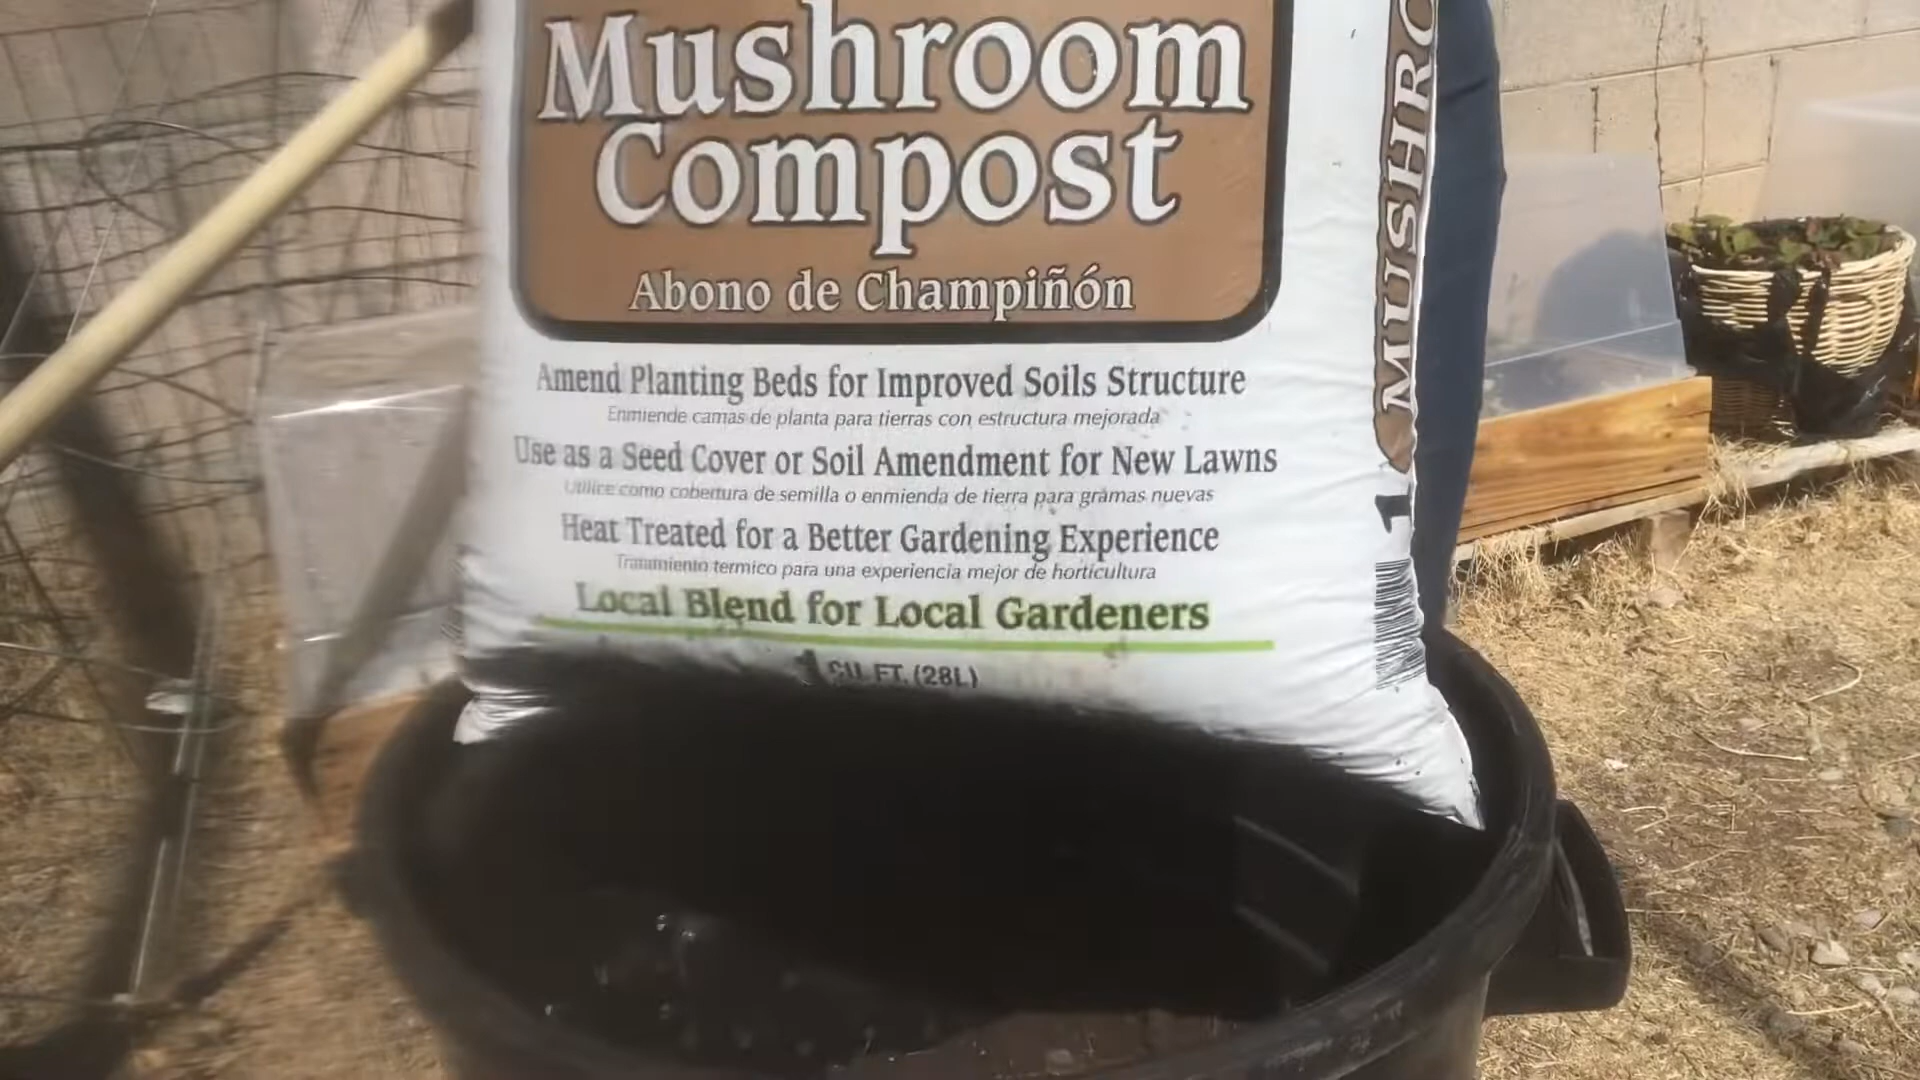 Mushroom
Compost
Abono de Champiñón
Amend Planting Beds for Improved Soils Structure
Enmiende camas de planta para tierras con estructura mejorada
Use as a Seed Cover or Soil Amendment for New Lawns
Utilice como cobertura de semilla o enmienda de tierra para gramas nuevas
Heat Treated for a Better Gardening Experience
Tratamiento termico para una experiencia mejor de horticultura
Local Blend for Local Gardeners
1 CU. FT. (28L)
MUSHRO
1